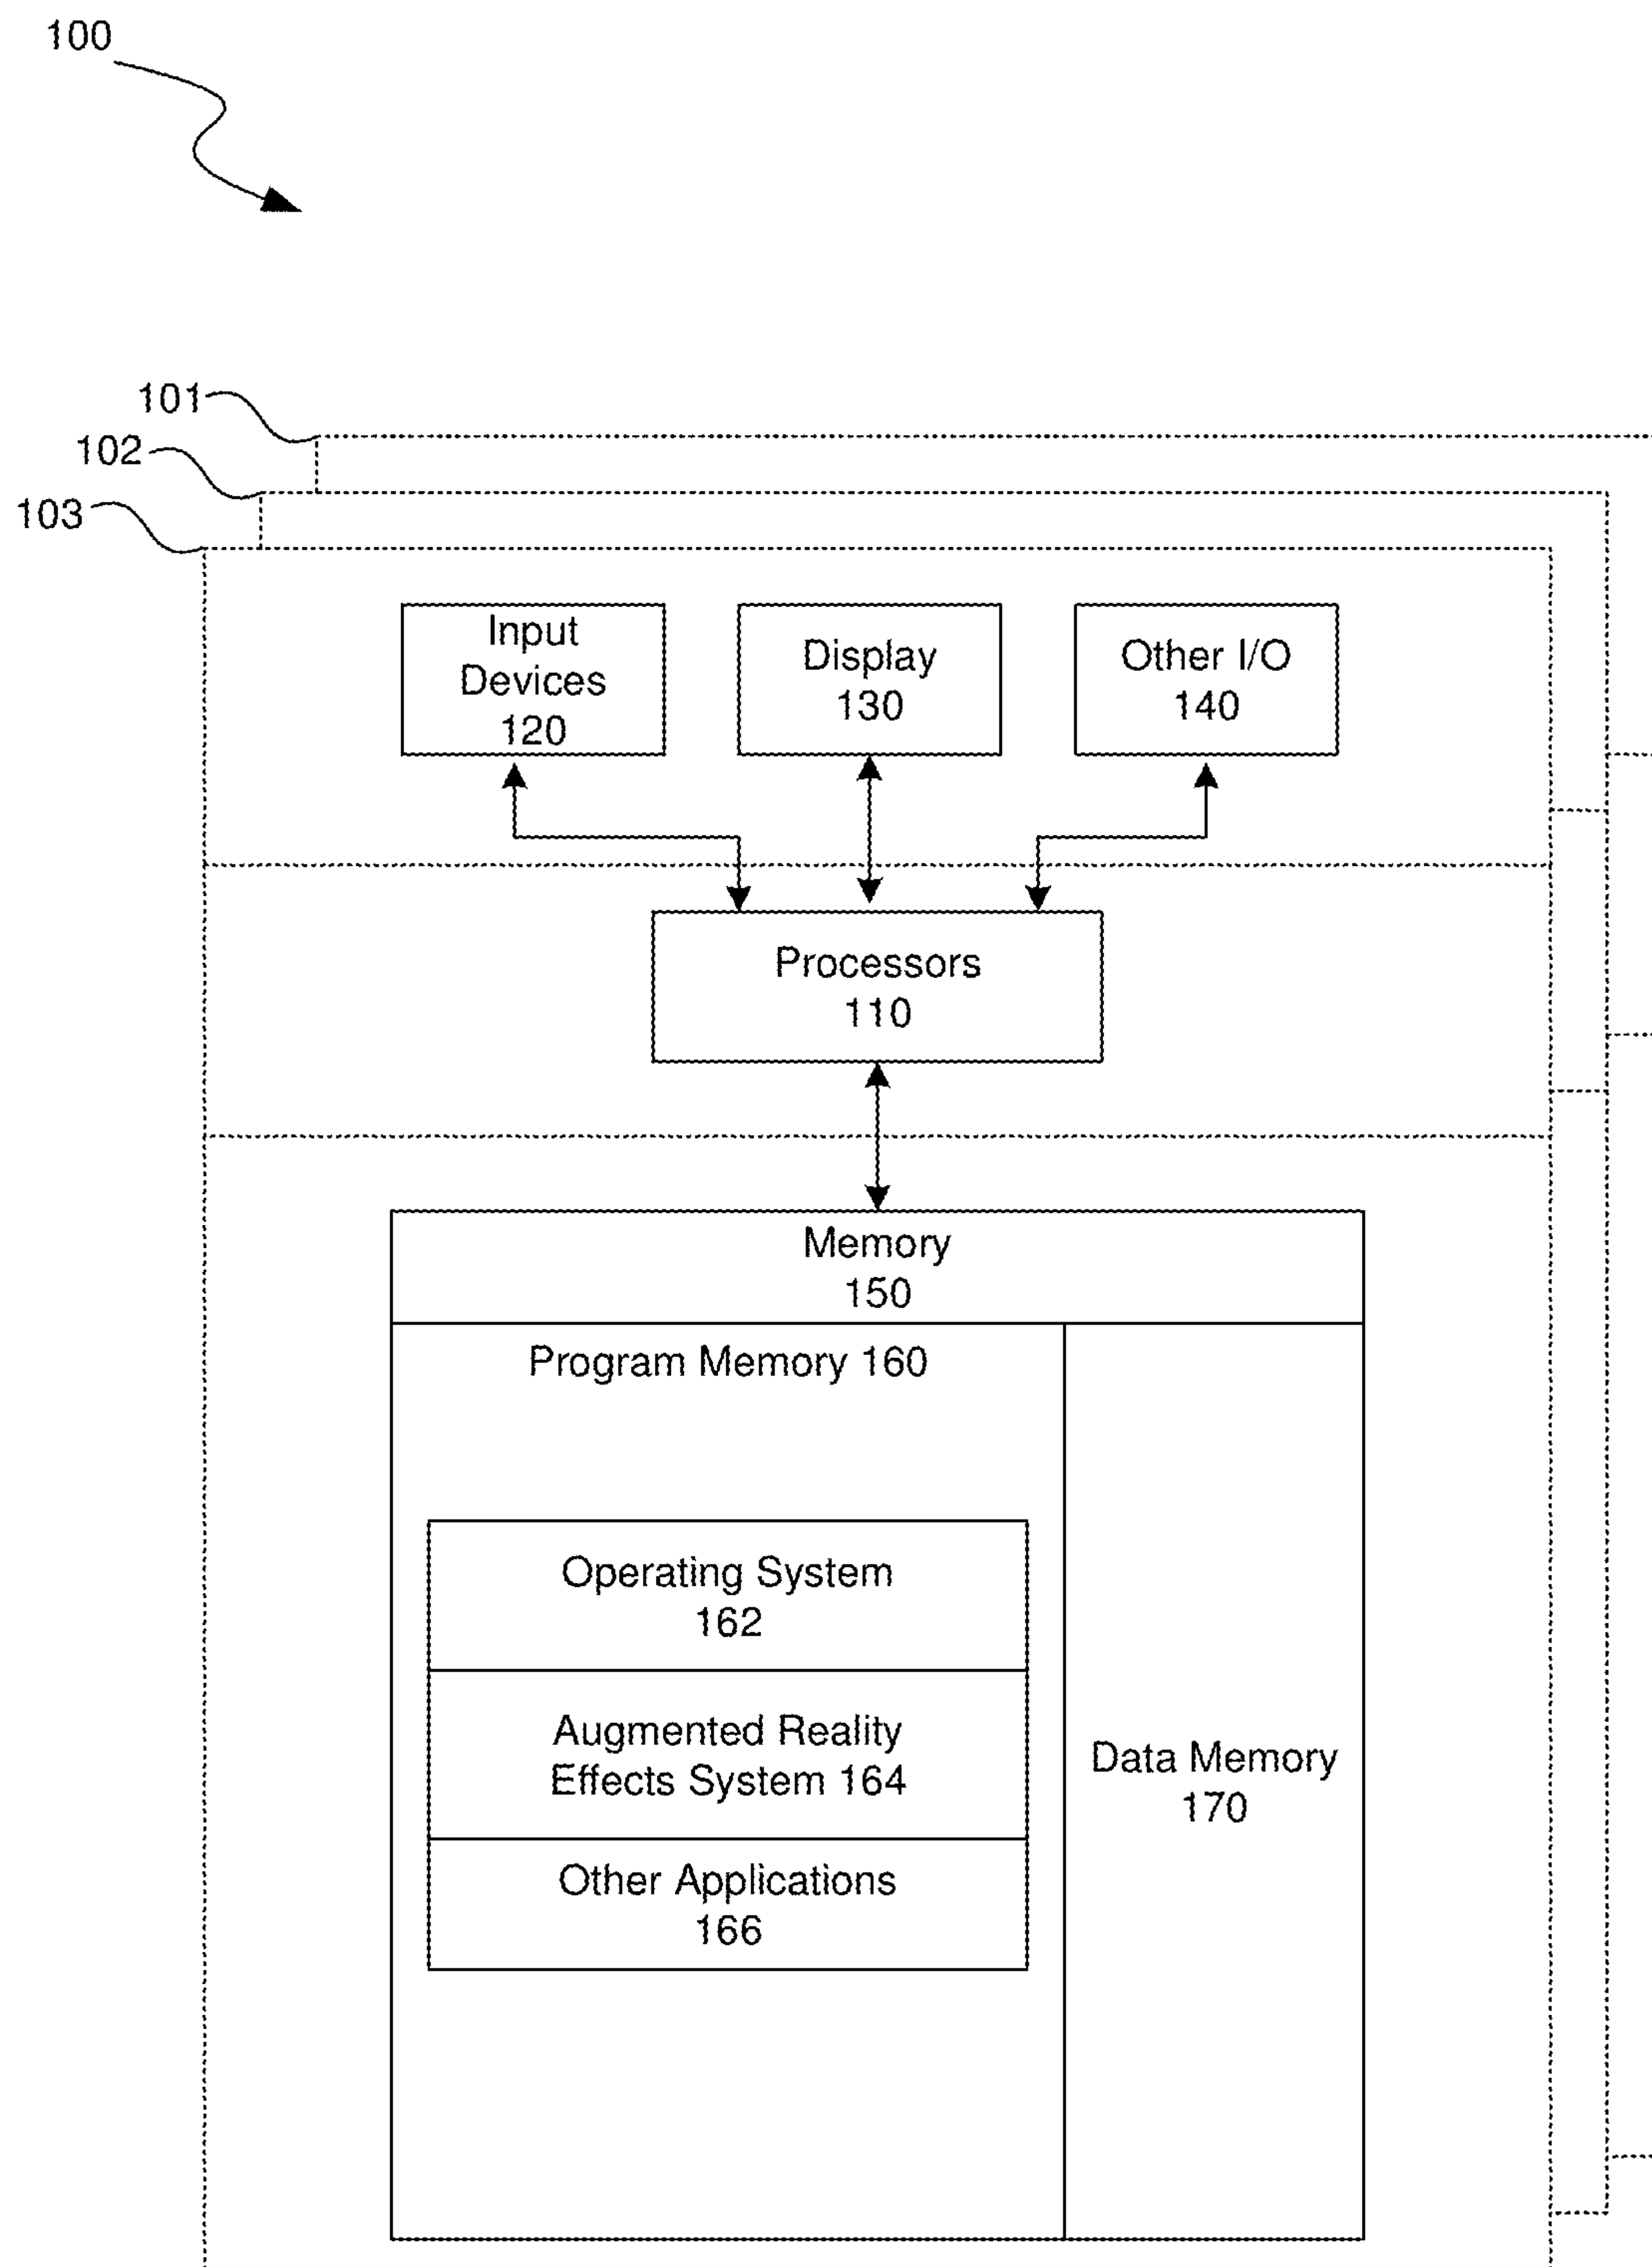 100
101
102
103
Input
Devices
120
Display
130
Other I/O
140
Processors
110
Memory
150
Program Memory 160
Operating System
162
Augmented Reality
Effects System 164
Other Applications
166
Data Memory
170